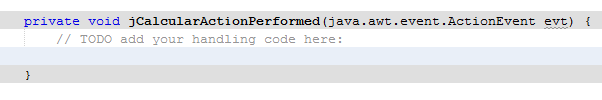 private void jCalcularActionPerformed(java.awt.event.ActionEvent evt) {
// TODO add your handling code here:
}